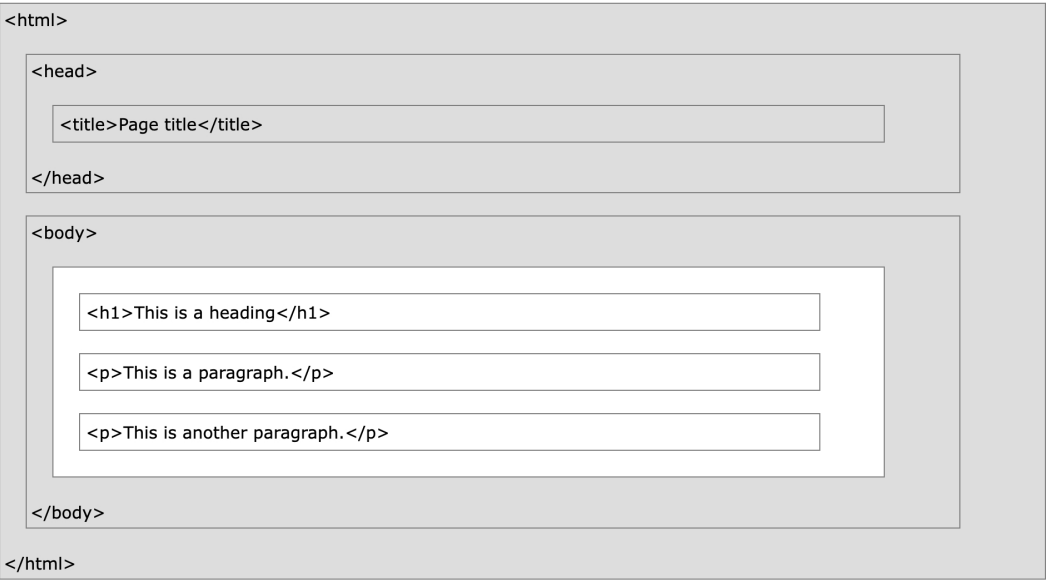 <html>
<head>
<title>Page title</title>
</head>
<body>
<h1>This is a heading</h1>
<p>This is a paragraph.</p>
<p>This is another paragraph.</p>
</body>
</html>